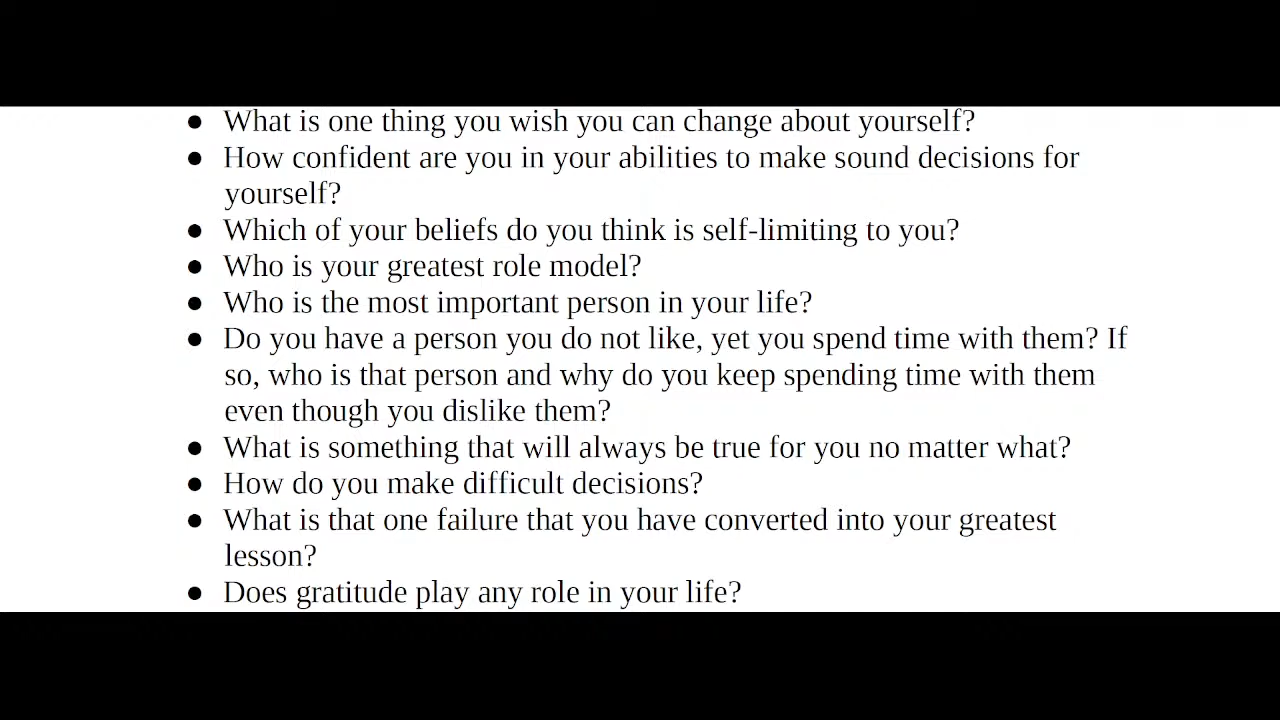 ● What is one thing you wish you can change about yourself?
● How confident are you in your abilities to make sound decisions for
yourself?
● Which of your beliefs do you think is self-limiting to you?
● Who is your greatest role model?
● Who is the most important person in your life?
● Do you have a person you do not like, yet you spend time with them? If
so, who is that person and why do you keep spending time with them
even though you dislike them?
● What is something that will always be true for you no matter what?
● How do you make difficult decisions?
● What is that one failure that you have converted into your greatest
lesson?
● Does gratitude play any role in your life?